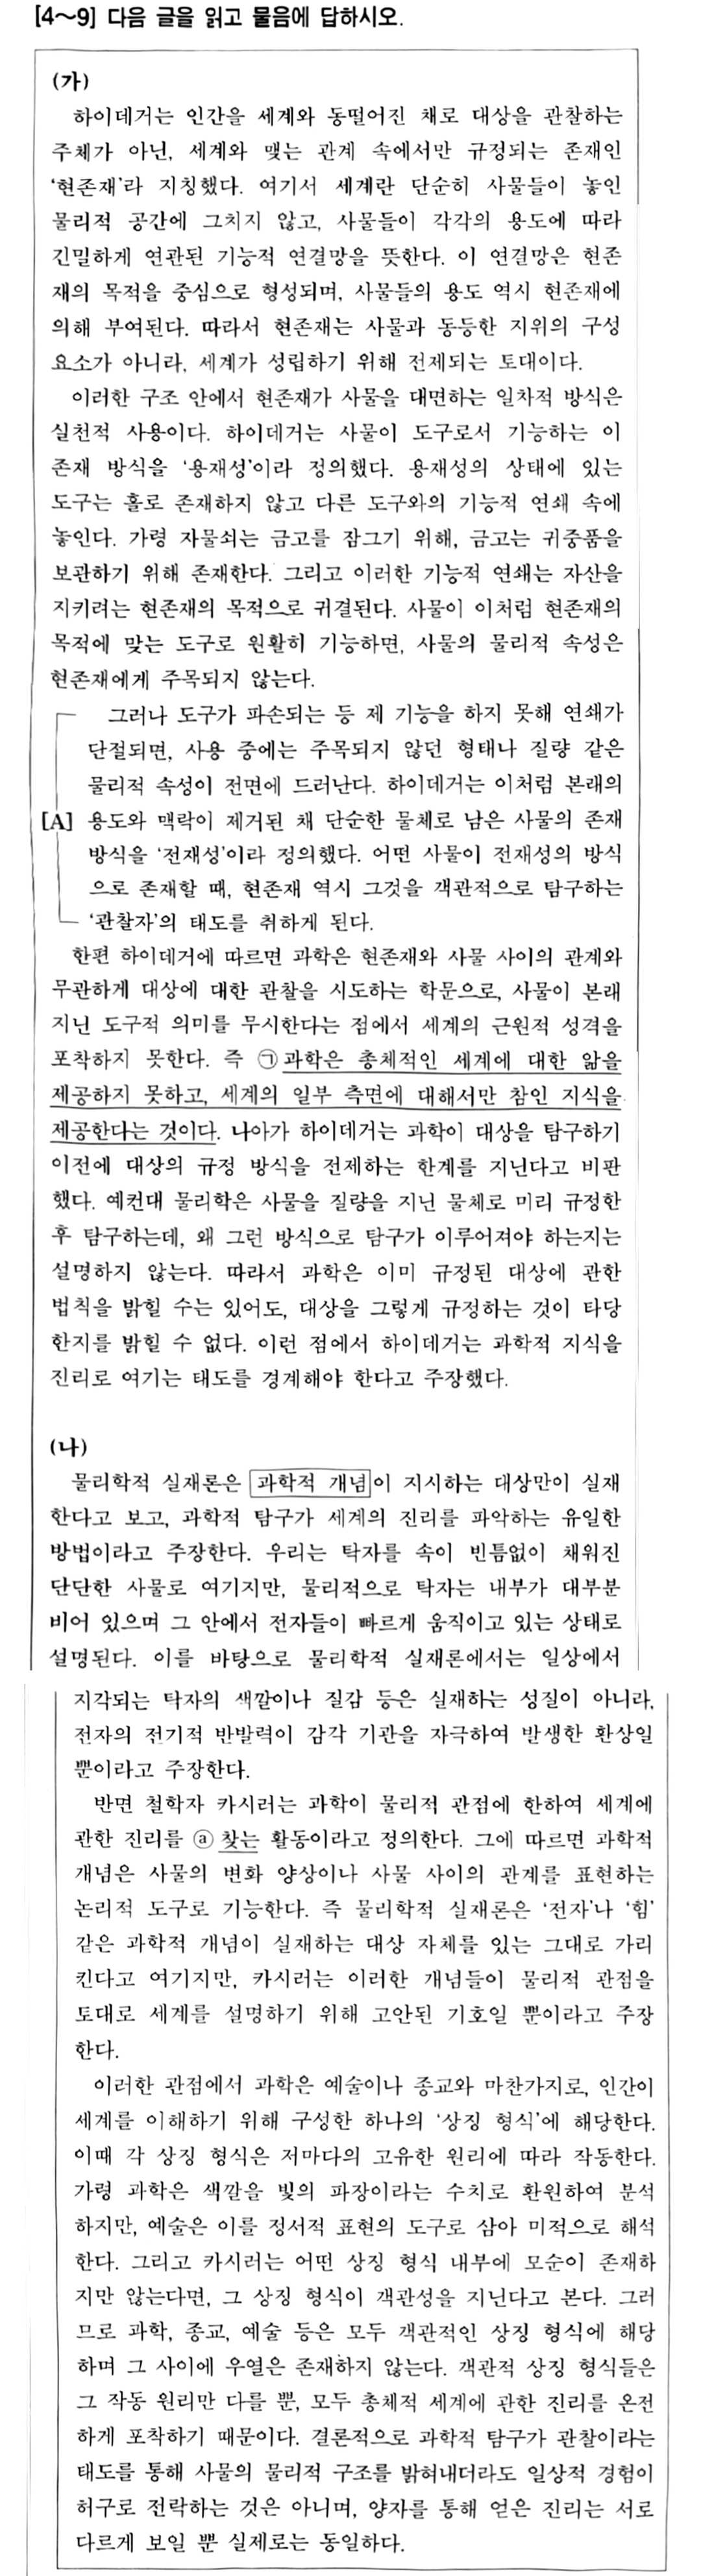 [4～9] 다음 글을 읽고 물음에 답하시오.
(가)
하이데거는 인간을 세계와 동떨어진 채로 대상을 관찰하는
주체가 아닌, 세계와 맺는 관계 속에서만 규정되는 존재인
‘현존재’라 지칭했다. 여기서 세계란 단순히 사물들이 놓인
물리적 공간에 그치지 않고, 사물들이 각각의 용도에 따라
긴밀하게 연관된 기능적 연결망을 뜻한다. 이 연결망은 현존
재의 목적을 중심으로 형성되며, 사물들의 용도 역시 현존재에
의해 부여된다. 따라서 현존재는 사물과 동등한 지위의 구성
요소가 아니라, 세계가 성립하기 위해 전제되는 토대이다.
이러한 구조 안에서 현존재가 사물을 대면하는 일차적 방식은
실천적 사용이다. 하이데거는 사물이 도구로서 기능하는 이
존재 방식을 ‘용재성’이라 정의했다. 용재성의 상태에 있는
도구는 홀로 존재하지 않고 다른 도구와의 기능적 연쇄 속에
놓인다. 가령 자물쇠는 금고를 잠그기 위해, 금고는 귀중품을
보관하기 위해 존재한다. 그리고 이러한 기능적 연쇄는 자산을
지키려는 현존재의 목적으로 귀결된다. 사물이 이처럼 현존재의
목적에 맞는 도구로 원활히 기능하면, 사물의 물리적 속성은
현존재에게 주목되지 않는다.
그러나 도구가 파손되는 등 제 기능을 하지 못해 연쇄가
단절되면, 사용 중에는 주목되지 않던 형태나 질량 같은
물리적 속성이 전면에 드러난다. 하이데거는 이처럼 본래의
[A] 용도와 맥락이 제거된 채 단순한 물체로 남은 사물의 존재
방식을 ‘전재성’이라 정의했다. 어떤 사물이 전재성의 방식
으로 존재할 때, 현존재 역시 그것을 객관적으로 탐구하는
‘관찰자’의 태도를 취하게 된다.
한편 하이데거에 따르면 과학은 현존재와 사물 사이의 관계와
무관하게 대상에 대한 관찰을 시도하는 학문으로, 사물이 본래
지닌 도구적 의미를 무시한다는 점에서 세계의 근원적 성격을
포착하지 못한다. 즉 ㉠ 과학은 총체적인 세계에 대한 앎을
제공하지 못하고, 세계의 일부 측면에 대해서만 참인 지식을
제공한다는 것이다. 나아가 하이데거는 과학이 대상을 탐구하기
이전에 대상의 규정 방식을 전제하는 한계를 지닌다고 비판
했다. 예컨대 물리학은 사물을 질량을 지닌 물체로 미리 규정한
후 탐구하는데, 왜 그런 방식으로 탐구가 이루어져야 하는지는
설명하지 않는다. 따라서 과학은 이미 규정된 대상에 관한
법칙을 밝힐 수는 있어도, 대상을 그렇게 규정하는 것이 타당
한지를 밝힐 수 없다. 이런 점에서 하이데거는 과학적 지식을
진리로 여기는 태도를 경계해야 한다고 주장했다.
(나)
물리학적 실재론은 과학적 개념이 지시하는 대상만이 실재
한다고 보고, 과학적 탐구가 세계의 진리를 파악하는 유일한
방법이라고 주장한다. 우리는 탁자를 속이 빈틈없이 채워진
단단한 사물로 여기지만, 물리적으로 탁자는 내부가 대부분
비어 있으며 그 안에서 전자들이 빠르게 움직이고 있는 상태로
설명된다. 이를 바탕으로 물리학적 실재론에서는 일상에서
지각되는 탁자의 색깔이나 질감 등은 실재하는 성질이 아니라,
전자의 전기적 반발력이 감각 기관을 자극하여 발생한 환상일
뿐이라고 주장한다.
반면 철학자 카시러는 과학이 물리적 관점에 한하여 세계에
관한 진리를 ⓐ 찾는 활동이라고 정의한다. 그에 따르면 과학적
개념은 사물의 변화 양상이나 사물 사이의 관계를 표현하는
논리적 도구로 기능한다. 즉 물리학적 실재론은 ‘전자’나 ‘힘’
같은 과학적 개념이 실재하는 대상 자체를 있는 그대로 가리
킨다고 여기지만, 카시러는 이러한 개념들이 물리적 관점을
토대로 세계를 설명하기 위해 고안된 기호일 뿐이라고 주장
한다.
이러한 관점에서 과학은 예술이나 종교와 마찬가지로, 인간이
세계를 이해하기 위해 구성한 하나의 ‘상징 형식’에 해당한다.
이때 각 상징 형식은 저마다의 고유한 원리에 따라 작동한다.
가령 과학은 색깔을 빛의 파장이라는 수치로 환원하여 분석
하지만, 예술은 이를 정서적 표현의 도구로 삼아 미적으로 해석
한다. 그리고 카시러는 어떤 상징 형식 내부에 모순이 존재하
지만 않는다면, 그 상징 형식이 객관성을 지닌다고 본다. 그러
므로 과학, 종교, 예술 등은 모두 객관적인 상징 형식에 해당
하며 그 사이에 우열은 존재하지 않는다. 객관적 상징 형식들은
그 작동 원리만 다를 뿐, 모두 총체적 세계에 관한 진리를 온전
하게 포착하기 때문이다. 결론적으로 과학적 탐구가 관찰이라는
태도를 통해 사물의 물리적 구조를 밝혀내더라도 일상적 경험이
허구로 전락하는 것은 아니며, 양자를 통해 얻은 진리는 서로
다르게 보일 뿐 실제로는 동일하다.